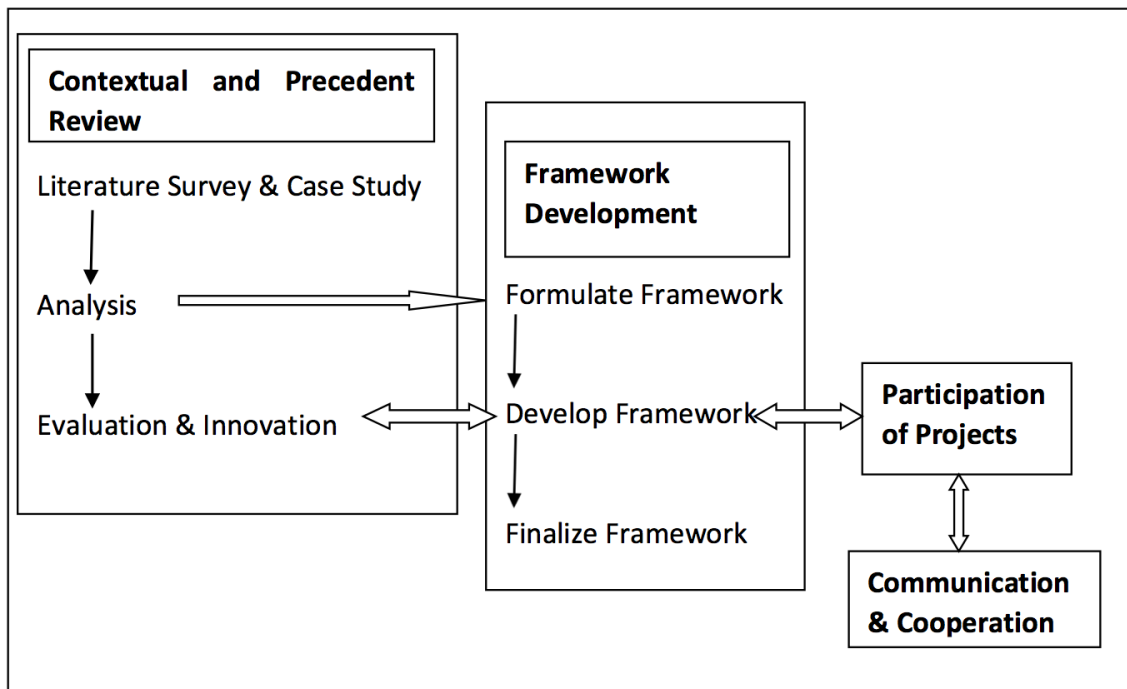 Contextual and Precedent
Review
Literature Survey & Case Study
Analysis
Evaluation & Innovation
Framework
Development
Formulate Framework
Develop Framework
Finalize Framework
Participation
of Projects
Communication
& Cooperation